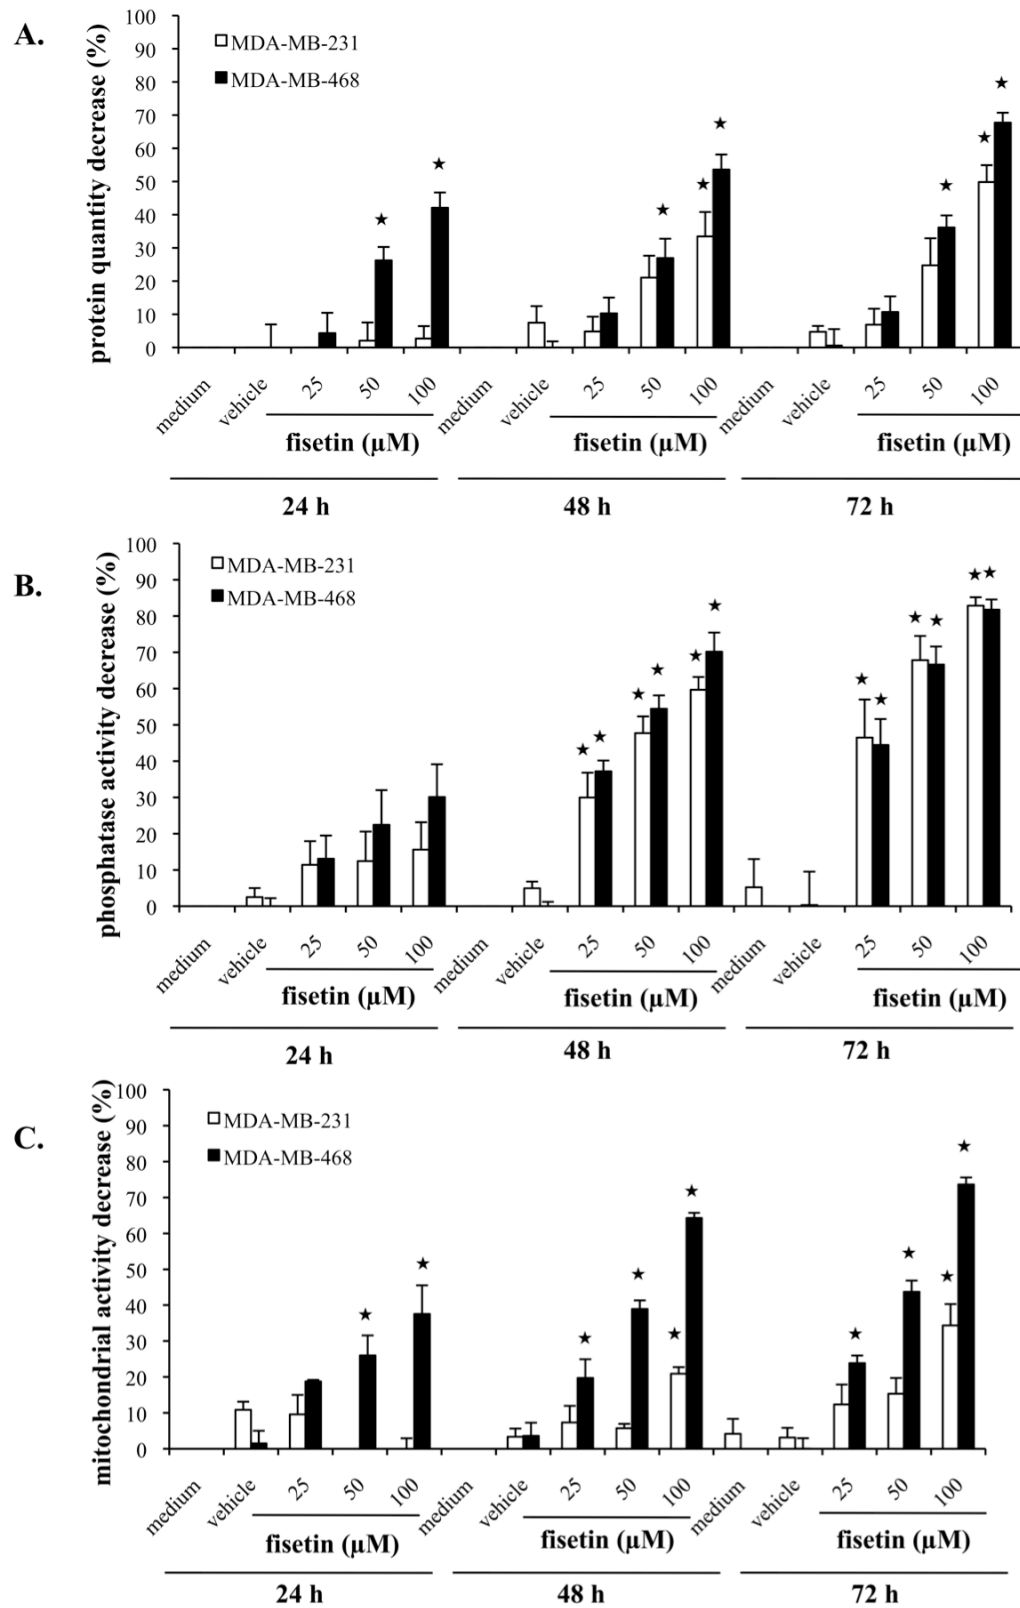 A.
protein quantity decrease (%)
100
90
80
70
60
50
40
30
20
10
0
MDA-MB-231
MDA-MB-468
★ ★ ★ ★ ★ ★ ★ ★
medium vehicle 25 50 100 medium vehicle 25 50 100 medium vehicle 25 50 100
fisetin (µM) fisetin (µM) fisetin (µM)
24 h 48 h 72 h
B.
phosphatase activity decrease (%)
100
90
80
70
60
50
40
30
20
10
0
MDA-MB-231
MDA-MB-468
★ ★ ★ ★ ★ ★ ★ ★ ★ ★ ★ ★
medium vehicle 25 50 100 medium vehicle 25 50 100 medium vehicle 25 50 100
fisetin (µM) fisetin (µM) fisetin (µM)
24 h 48 h 72 h
C.
mitochondrial activity decrease (%)
100
90
80
70
60
50
40
30
20
10
0
MDA-MB-231
MDA-MB-468
★ ★ ★ ★ ★ ★ ★ ★ ★ ★
medium vehicle 25 50 100 medium vehicle 25 50 100 medium vehicle 25 50 100
fisetin (µM) fisetin (µM) fisetin (µM)
24 h 48 h 72 h